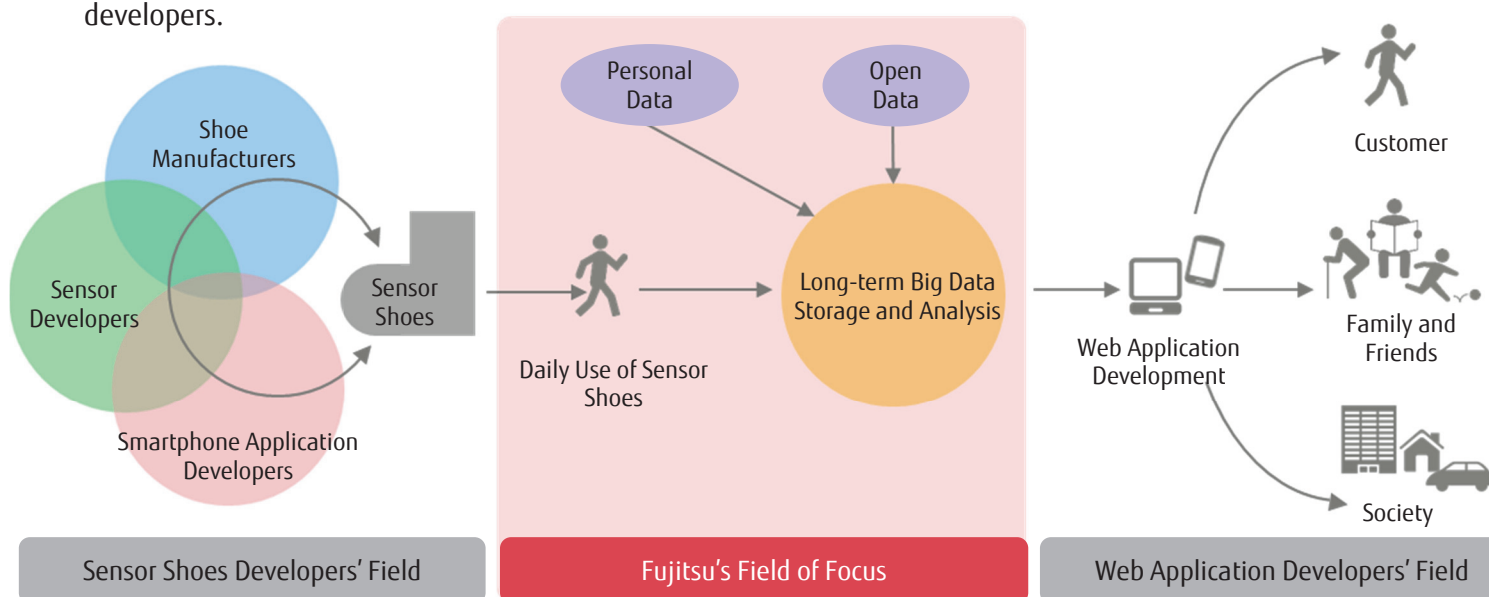 developers.
Shoe
Manufacturers
Sensor
Developers
Smartphone Application
Developers
Sensor
Shoes
Sensor Shoes Developers' Field
Personal
Data
Open
Data
Daily Use of Sensor
Shoes
Long-term Big Data
Storage and Analysis
Fujitsu's Field of Focus
Web Application
Development
Customer
Family and
Friends
Society
Web Application Developers' Field